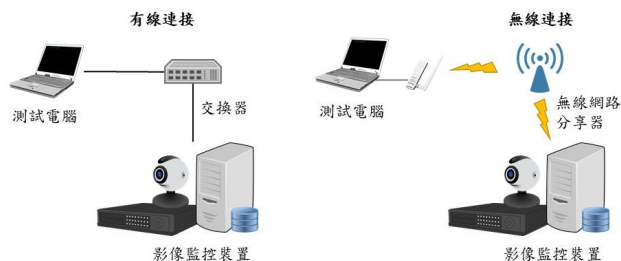 有線連接
測試電腦
交換器
影像監控裝置
無線連接
測試電腦
無線網路
分享器
影像監控裝置